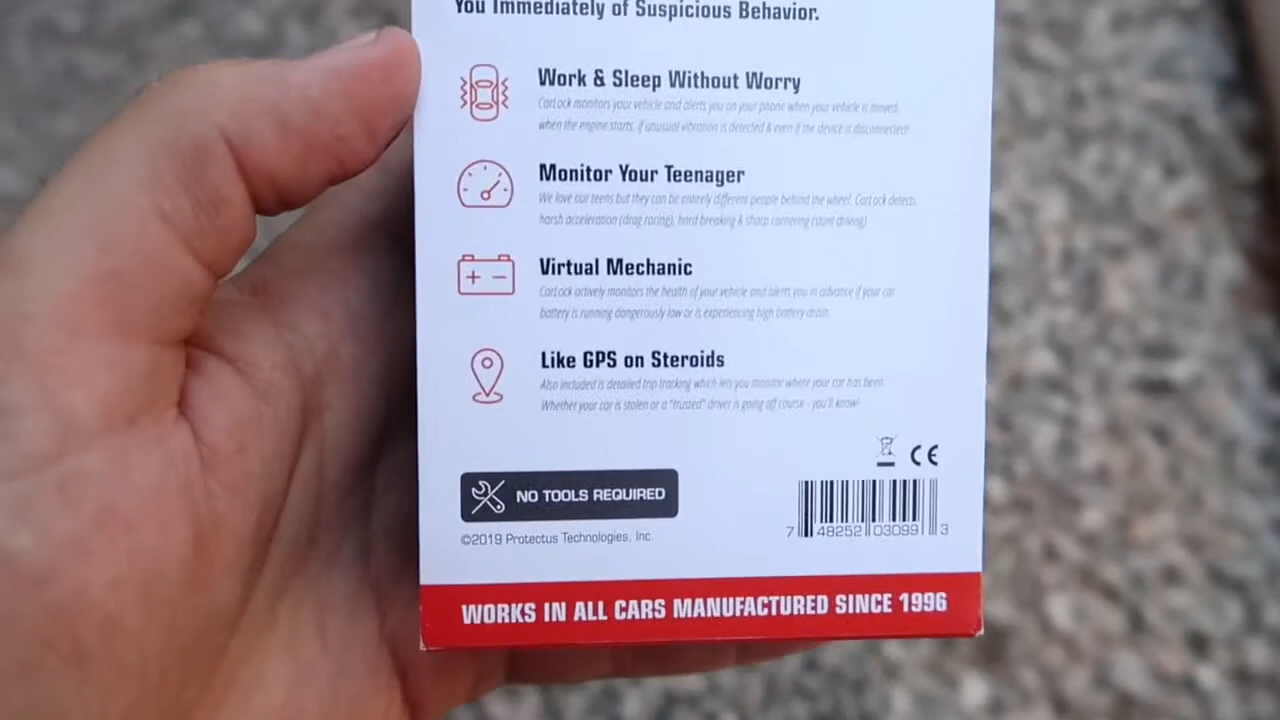 You Immediately of Suspicious Behavior.
Work & Sleep Without Worry
CarLock monitors your vehicle and alerts you on your phone when your vehicle is moved,
when the engine starts, if unusual vibration is detected & even if the device is disconnected!
Monitor Your Teenager
We love our teens but they can be entirely different people behind the wheel. CarLock detects
harsh acceleration (drag racing), hard breaking & sharp cornering (stunt driving)
Virtual Mechanic
CarLock actively monitors the health of your vehicle and alerts you in advance if your car
battery is running dangerously low or is experiencing high battery drain.
Like GPS on Steroids
Also included is detailed trip tracking which lets you monitor where your car has been.
Whether your car is stolen or a "trusted" driver is going off course - you'll know!
CE
NO TOOLS REQUIRED
7 48252 03099 3
©2019 Protectus Technologies, Inc.
WORKS IN ALL CARS MANUFACTURED SINCE 1996